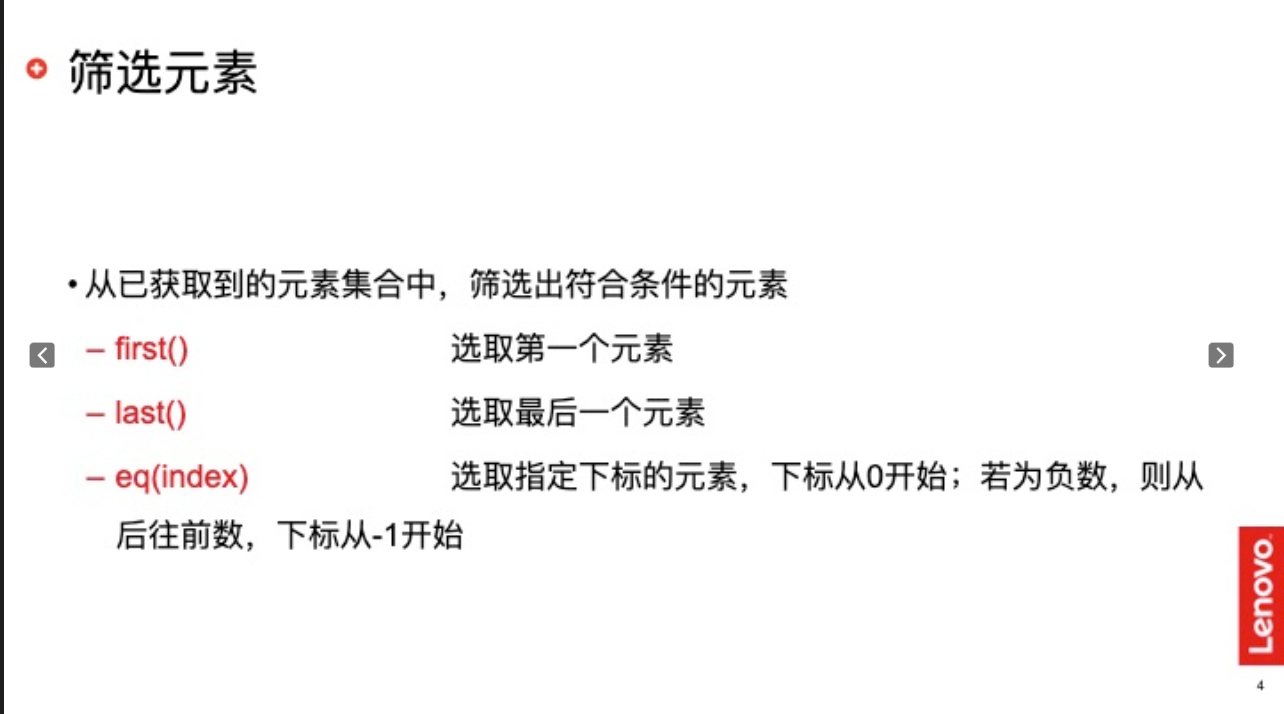 筛选元素
• 从已获取到的元素集合中，筛选出符合条件的元素
– first() 选取第一个元素
– last() 选取最后一个元素
– eq(index) 选取指定下标的元素，下标从0开始；若为负数，则从
后往前数，下标从-1开始
Lenovo.
4